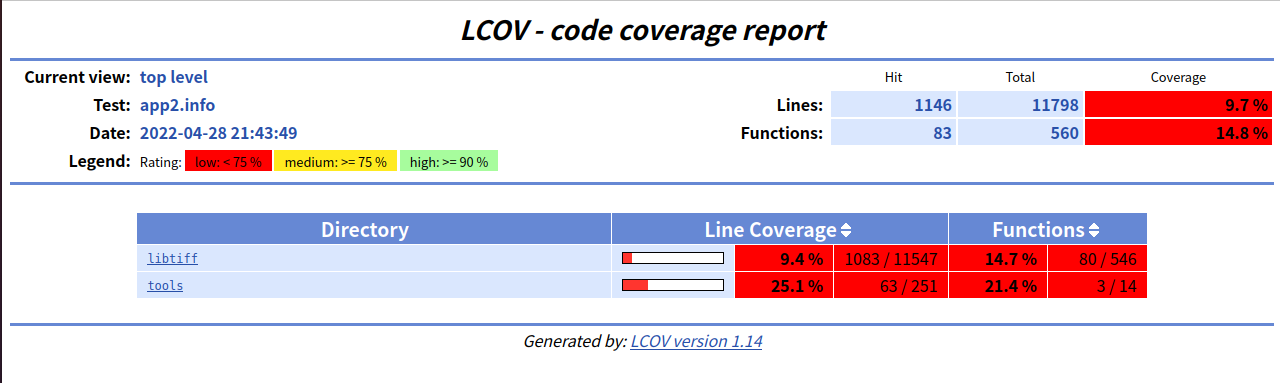 LCOV - code coverage report
Current view: top level Hit Total Coverage
Test: app2.info Lines: 1146 11798 9.7 %
Date: 2022-04-28 21:43:49 Functions: 83 560 14.8 %
Legend: Rating: low: < 75 % medium: >= 75 % high: >= 90 %
Directory Line Coverage Functions
libtiff 9.4 % 1083 / 11547 14.7 % 80 / 546
tools 25.1 % 63 / 251 21.4 % 3 / 14
Generated by: LCOV version 1.14